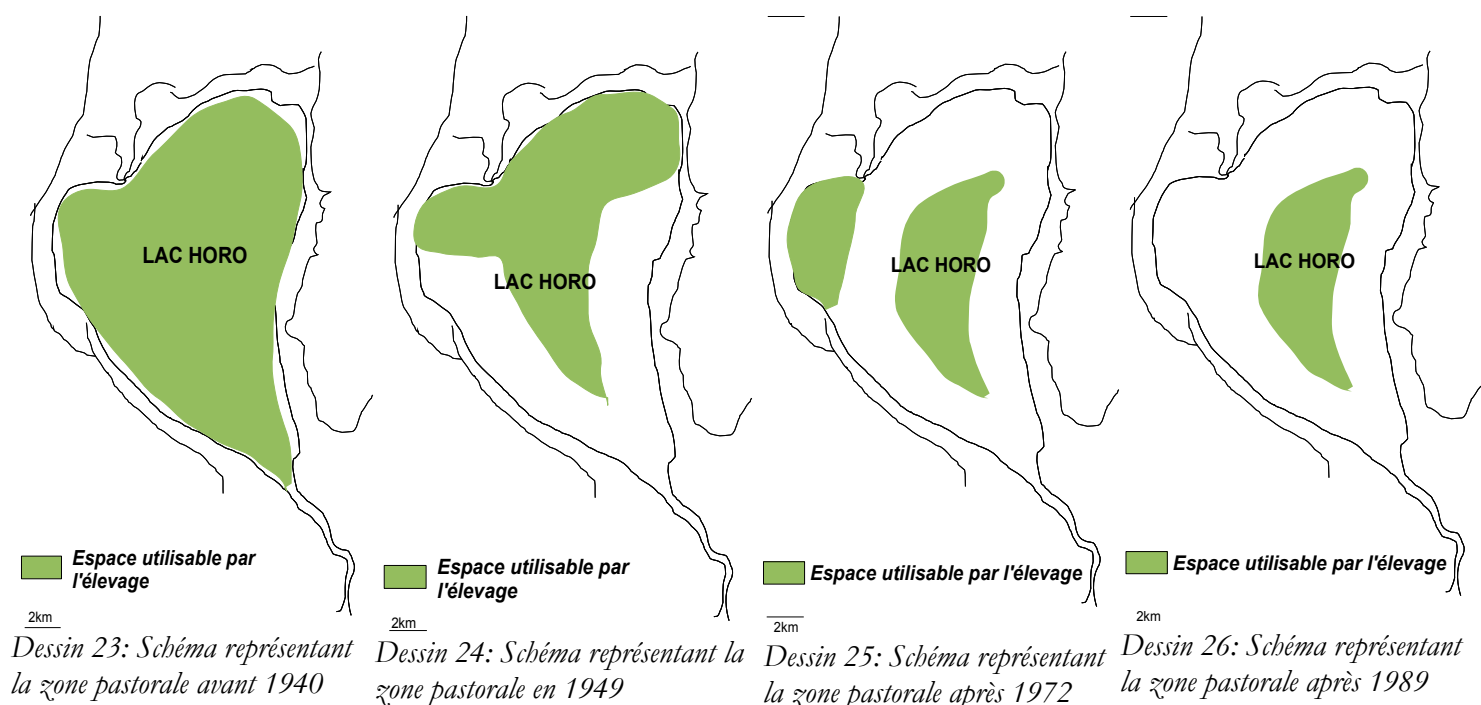 LAC HORO
Espace utilisable par
l'élevage
2km
Dessin 23: Schéma représentant
la zone pastorale avant 1940
LAC HORO
Espace utilisable par
l'élevage
2km
Dessin 24: Schéma représentant la
zone pastorale en 1949
LAC HORO
Espace utilisable par l'élevage
2km
Dessin 25: Schéma représentant
la zone pastorale après 1972
LAC HORO
Espace utilisable par l'élevage
2km
Dessin 26: Schéma représentant
la zone pastorale après 1989